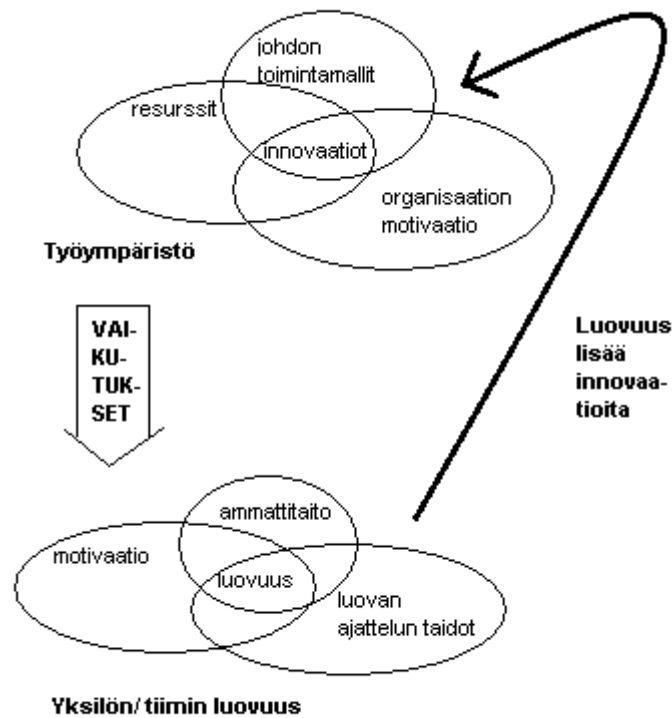 johdon
toimintamallit
resurssit
innovaatiot
organisaation
motivaatio
Työympäristö
VAI-
KU-
TUK-
SET
Luovuus
lisää
innovaa-
tioita
ammattitaito
motivaatio
luovuus
luovan
ajattelun taidot
Yksilön/ tiimin luovuus